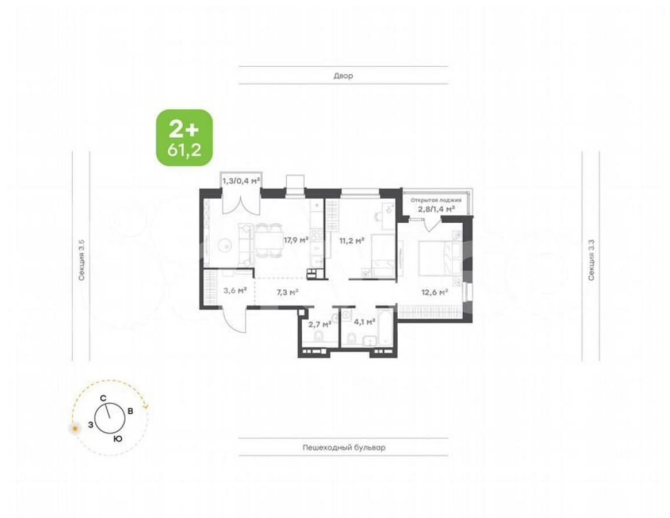 Двор
2+
61,2
1,3/0,4 м²
Открытая лоджия
2,8/1,4 м²
17,9 м²
11,2 м²
12,6 м²
3,6 м²
7,3 м²
2,7 м²
4,1 м²
Секция 3.5
Секция 3.3
С
В
З
Ю
Пешеходный бульвар